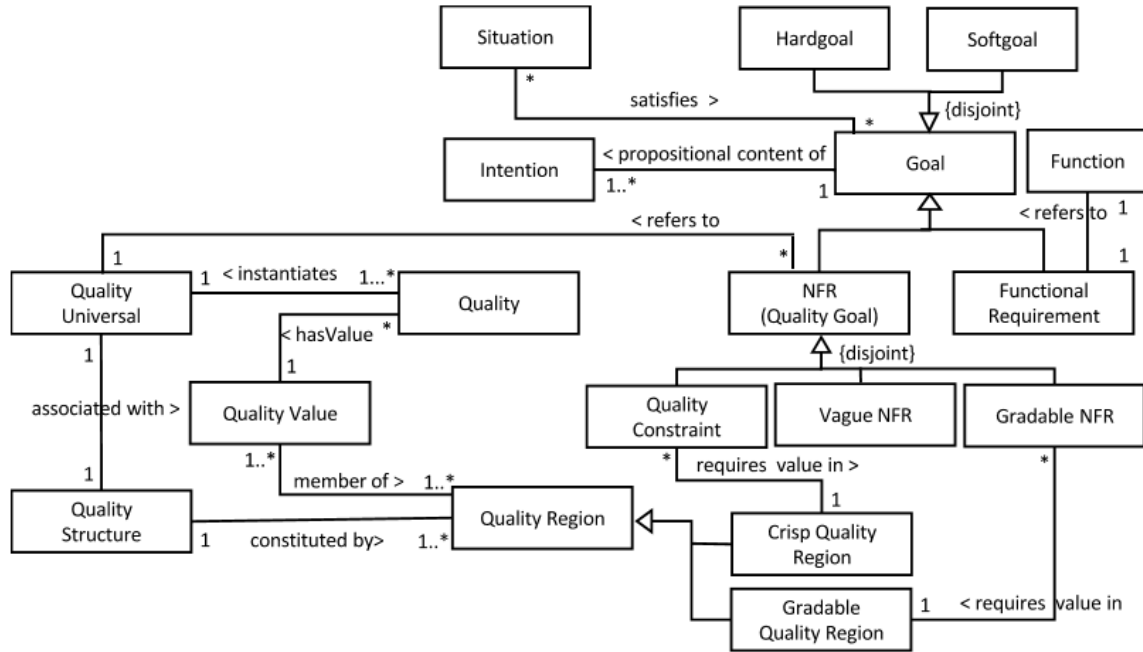 Situation
Hardgoal
Softgoal
*
satisfies >
{disjoint}
*
Intention
< propositional content of
Goal
Function
1..*
1
1
< refers to
< refers to
1
1
< instantiates
1...*
*
1
Quality
Universal
Quality
NFR
(Quality Goal)
Functional
Requirement
*
< hasValue
{disjoint}
1
1
associated with >
Quality Value
Quality
Constraint
Vague NFR
Gradable NFR
1..*
*
requires value in >
*
member of >
1..*
1
1
Quality
Structure
Quality Region
Crisp Quality
Region
1
constituted by>
1..*
Gradable
Quality Region
1
< requires value in